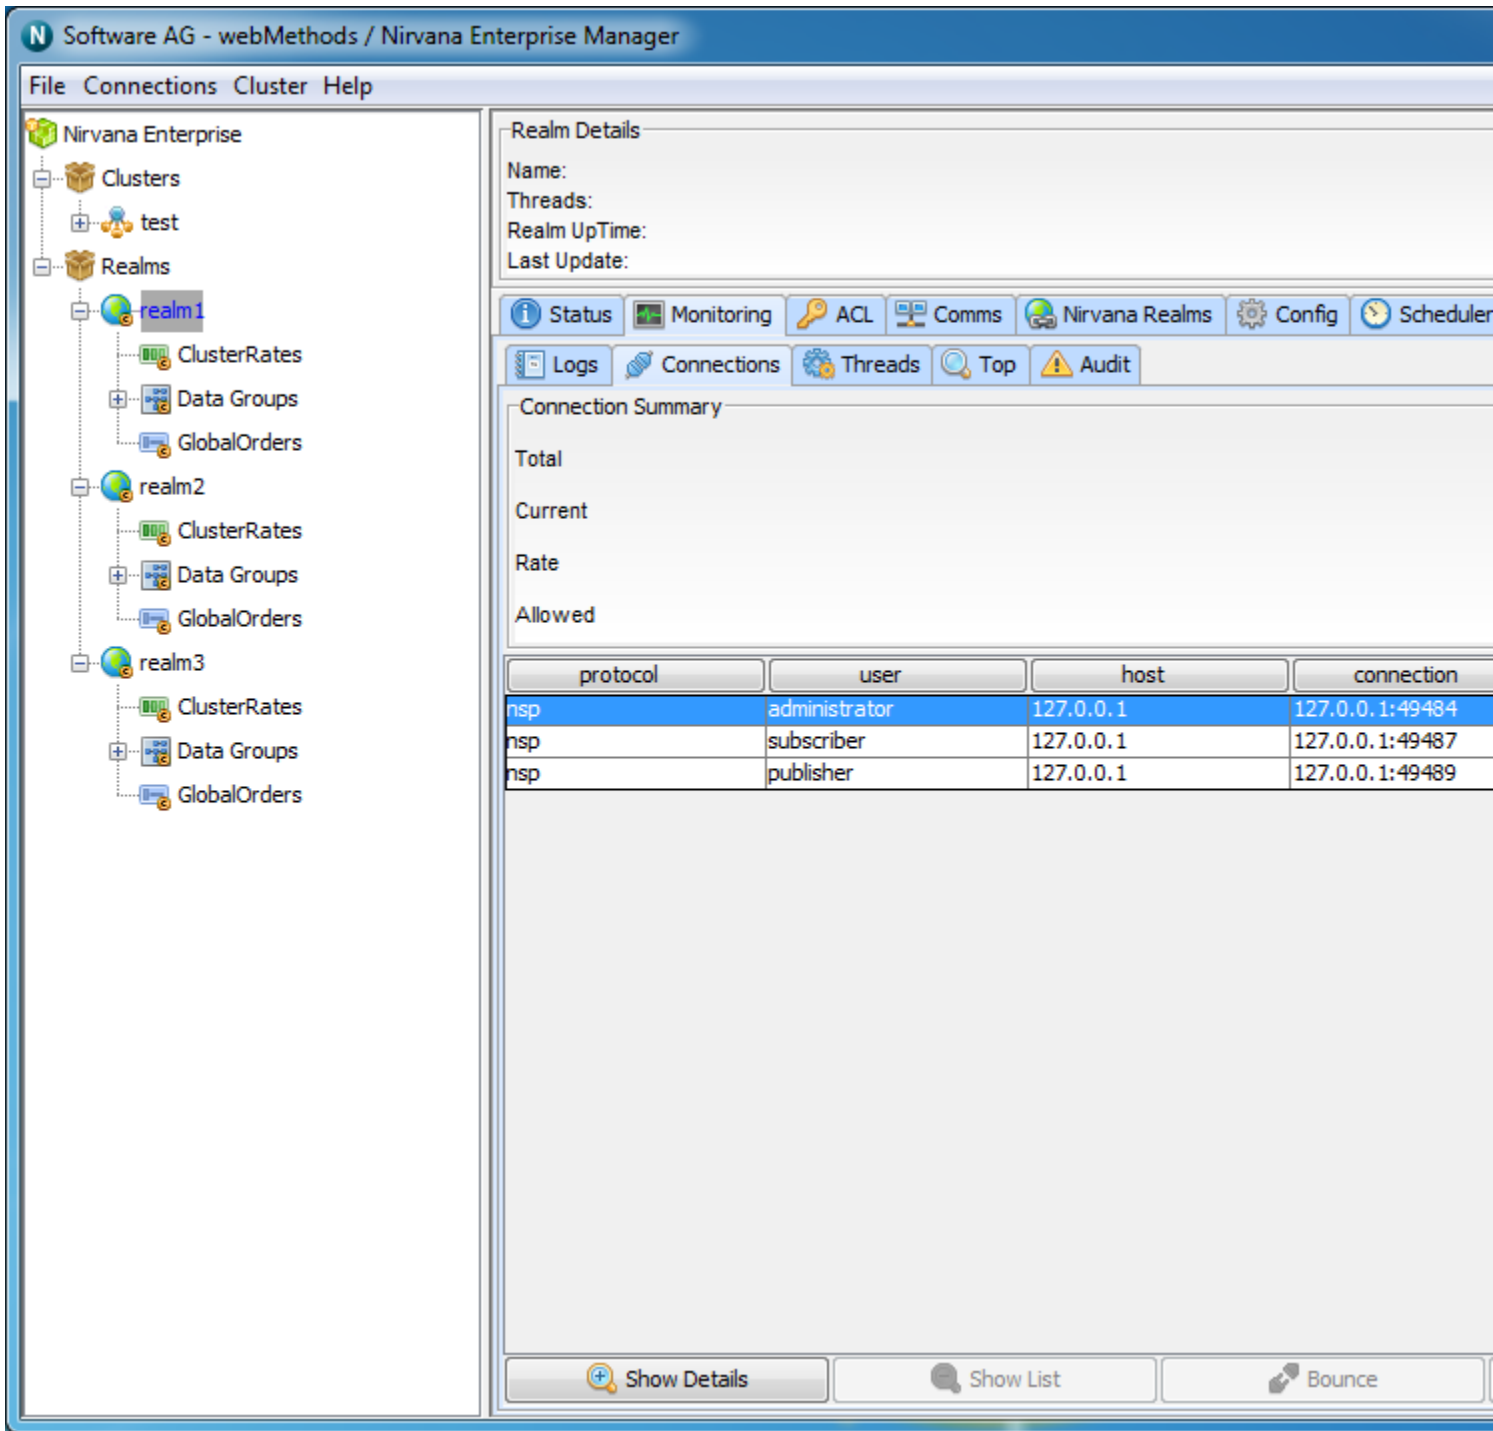 Software AG - webMethods / Nirvana Enterprise Manager
File Connections Cluster Help
Nirvana Enterprise
Clusters
test
Realms
realm1
ClusterRates
Data Groups
GlobalOrders
realm2
ClusterRates
Data Groups
GlobalOrders
realm3
ClusterRates
Data Groups
GlobalOrders
Realm Details
Name:
Threads:
Realm UpTime:
Last Update:
Status Monitoring ACL Comms Nirvana Realms Config Scheduler
Logs Connections Threads Top Audit
Connection Summary
Total
Current
Rate
Allowed
protocol user host connection
nsp administrator 127.0.0.1 127.0.0.1:49484
nsp subscriber 127.0.0.1 127.0.0.1:49487
nsp publisher 127.0.0.1 127.0.0.1:49489
Show Details Show List Bounce